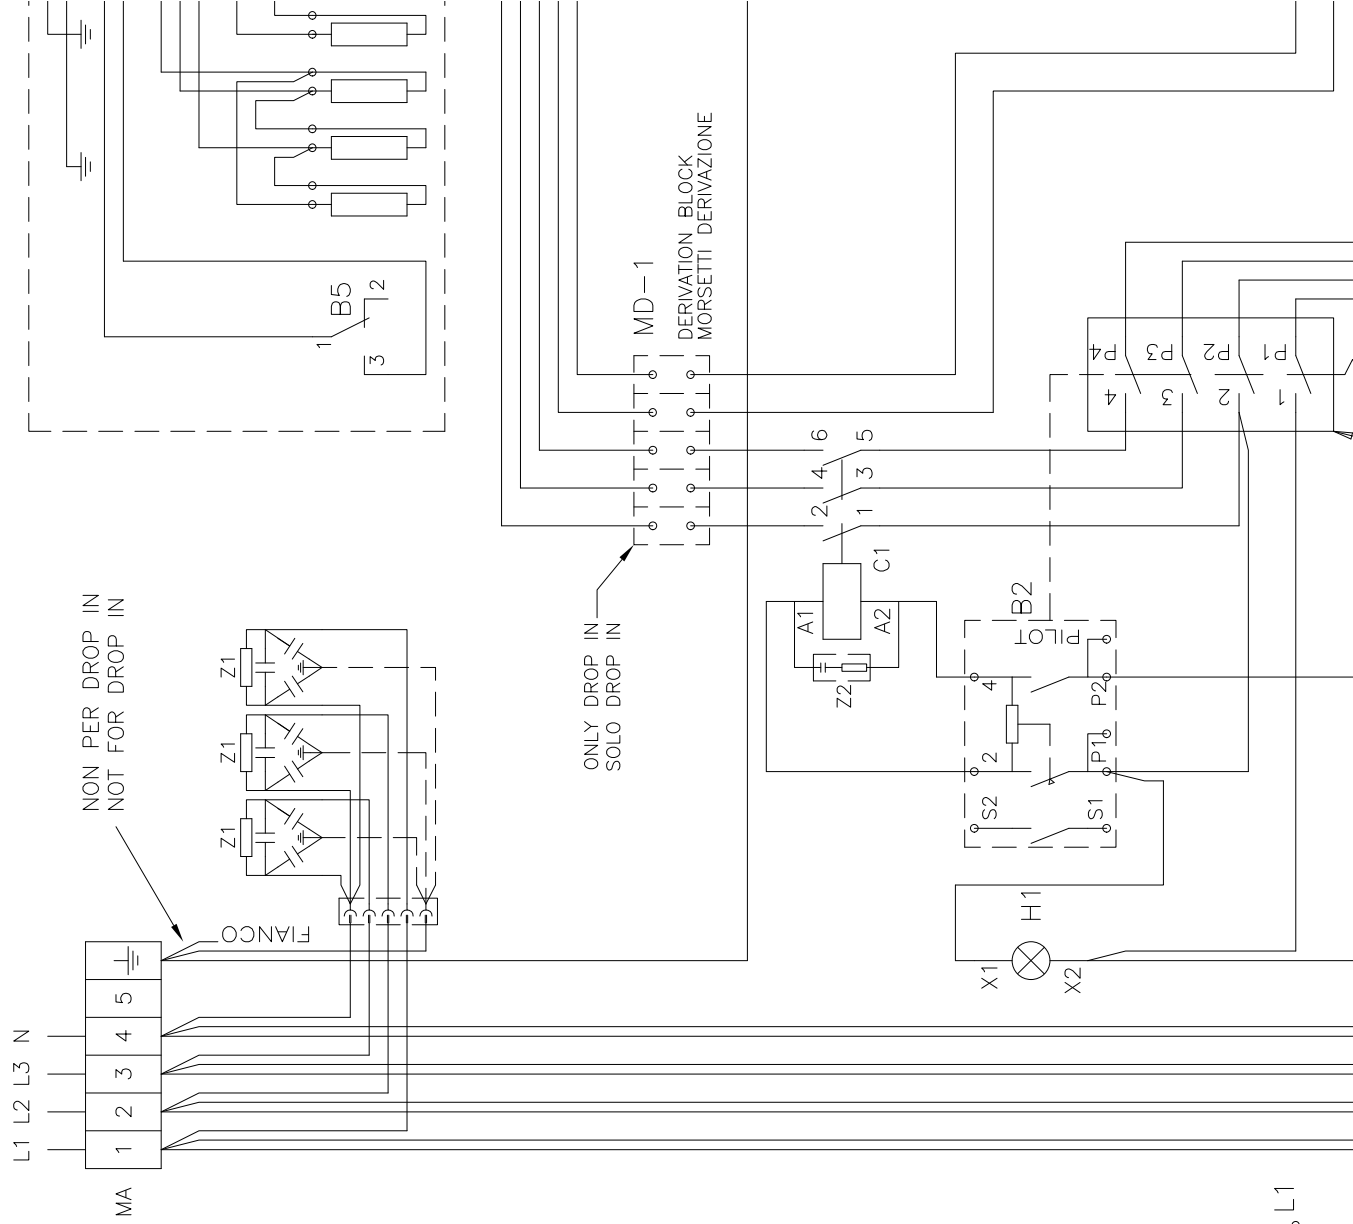 B5
1
2
3
MD-1
DERIVATION BLOCK
MORSETTI DERIVAZIONE
P4
P3
P2
P1
4
3
2
1
6
5
4
3
2
1
C1
A1
A2
Z2
B2
PILOT
4
P2
2
P1
S2
S1
ONLY DROP IN
SOLO DROP IN
NON PER DROP IN
NOT FOR DROP IN
Z1
Z1
Z1
FIANCO
H1
X1
X2
5
4
3
2
1
N
L3
L2
L1
MA
L1